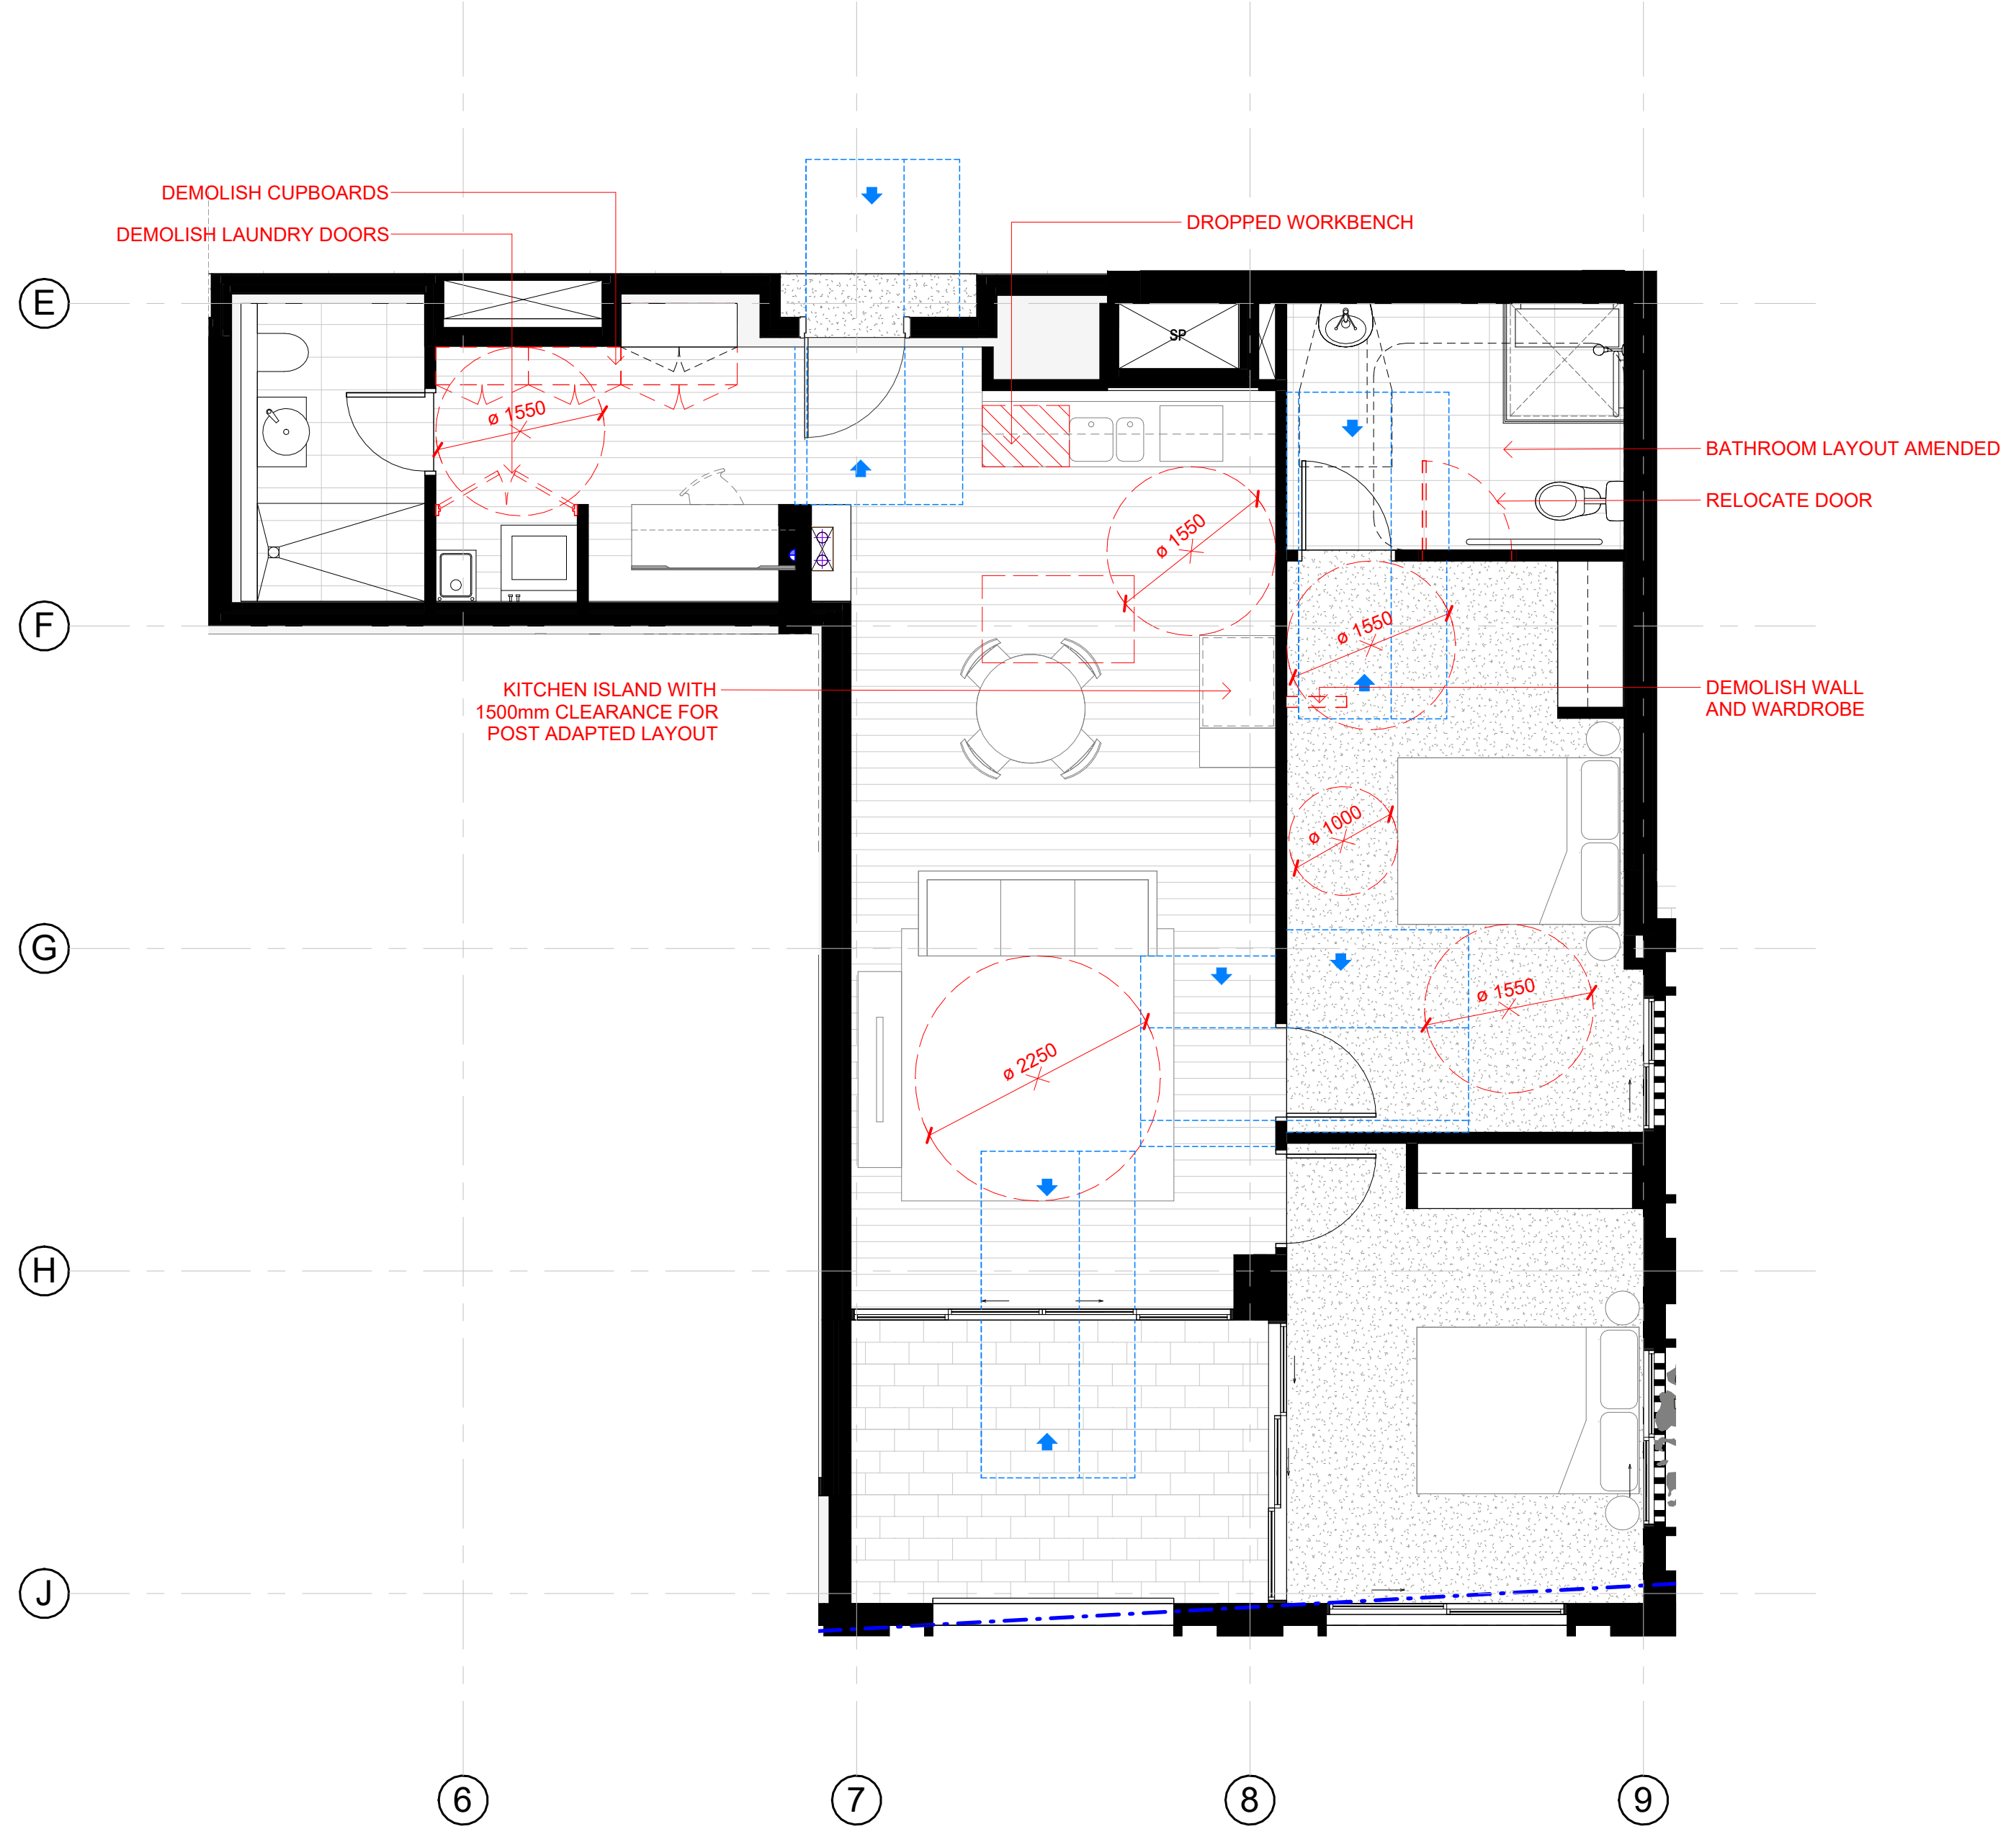 DEMOLISH CUPBOARDS
DEMOLISH LAUNDRY DOORS
DROPPED WORKBENCH
E
SP
ø 1550
BATHROOM LAYOUT AMENDED
RELOCATE DOOR
ø 1550
F
ø 1550
KITCHEN ISLAND WITH
1500mm CLEARANCE FOR
POST ADAPTED LAYOUT
DEMOLISH WALL
AND WARDROBE
ø 1000
G
ø 1550
ø 2250
H
J
6
7
8
9